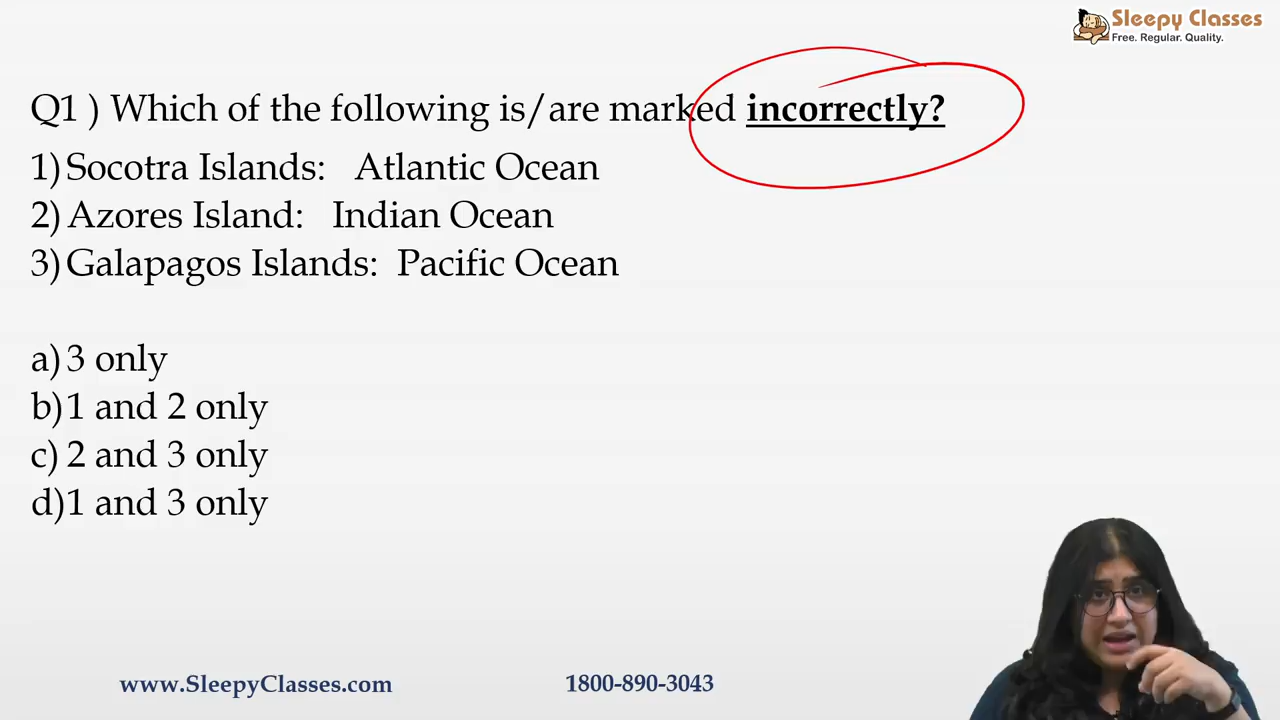 Sleepy Classes
Free. Regular. Quality.
Q1 ) Which of the following is/are marked incorrectly?
1) Socotra Islands: Atlantic Ocean
2) Azores Island: Indian Ocean
3) Galapagos Islands: Pacific Ocean
a) 3 only
b) 1 and 2 only
c) 2 and 3 only
d) 1 and 3 only
www.SleepyClasses.com 1800-890-3043